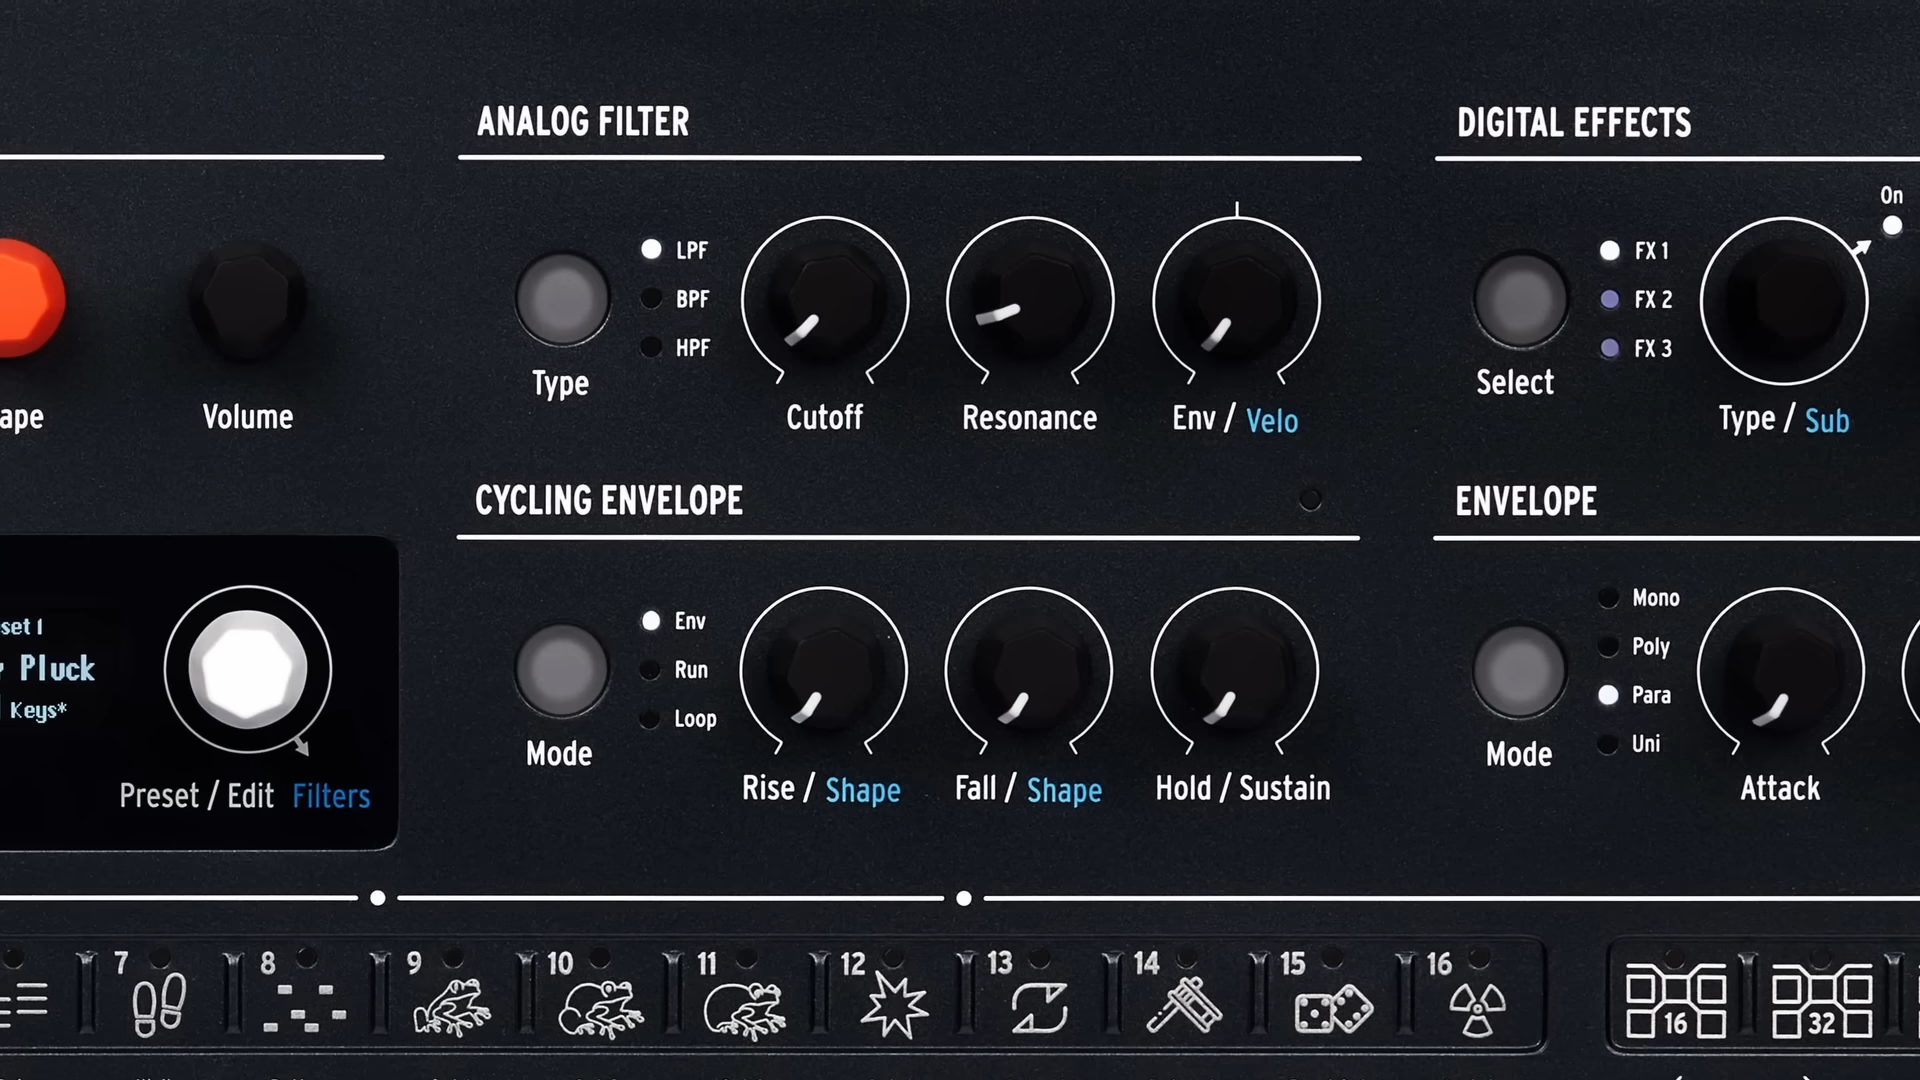 ANALOG FILTER
DIGITAL EFFECTS
On
LPF
BPF
HPF
FX 1
FX 2
FX 3
Type
Select
ape
Volume
Cutoff
Resonance
Env / Velo
Type / Sub
CYCLING ENVELOPE
ENVELOPE
set 1
Pluck
Keys*
Env
Run
Loop
Mono
Poly
Para
Uni
Mode
Mode
Preset / Edit Filters
Rise / Shape
Fall / Shape
Hold / Sustain
Attack
7 8 9 10 11 12 13 14 15 16
16 32